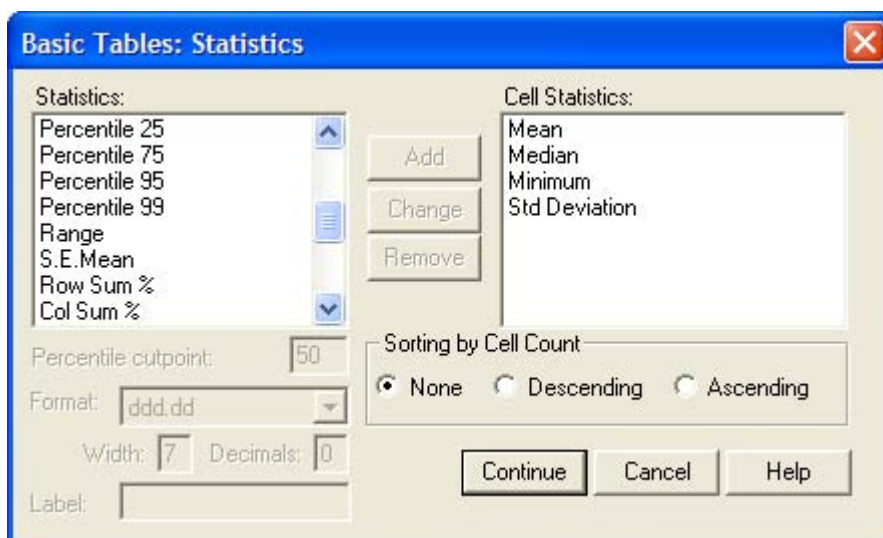 Basic Tables: Statistics
Statistics:
Percentile 25
Percentile 75
Percentile 95
Percentile 99
Range
S.E.Mean
Row Sum %
Col Sum %
Add
Change
Remove
Cell Statistics:
Mean
Median
Minimum
Std Deviation
Percentile cutpoint: 50
Format: ddd.dd
Width: 7 Decimals: 0
Label:
Sorting by Cell Count
None Descending Ascending
Continue Cancel Help